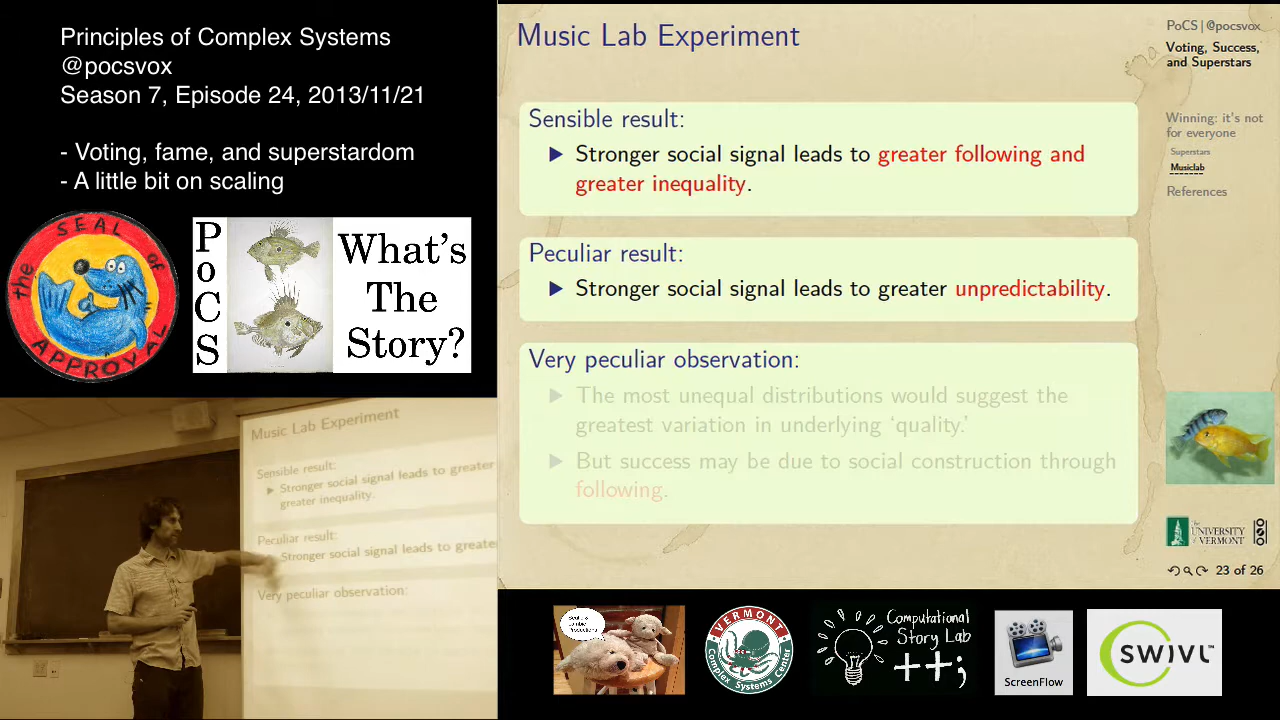 Principles of Complex Systems
@pocsvox
Season 7, Episode 24, 2013/11/21
- Voting, fame, and superstardom
- A little bit on scaling
the SEAL of APPROVAL
PoCS
What's
The
Story?
Music Lab Experiment
Sensible result:
Stronger social signal leads to greater following and
greater inequality.
Peculiar result:
Stronger social signal leads to greater unpredictability.
Very peculiar observation:
The most unequal distributions would suggest the
greatest variation in underlying ‘quality.’
But success may be due to social construction through
following.
PoCS | @pocsvox
Voting, Success,
and Superstars
Winning: it's not
for everyone
Superstars
Musiclab
References
The UNIVERSITY
of VERMONT
23 of 26
Music Lab Experiment
Sensible result:
Stronger social signal leads to greater
greater inequality.
Peculiar result:
Stronger social signal leads to greate
Very peculiar observation:
Productions
VERMONT
Complex Systems Center
Computational
Story Lab
++;
ScreenFlow
SWIVL